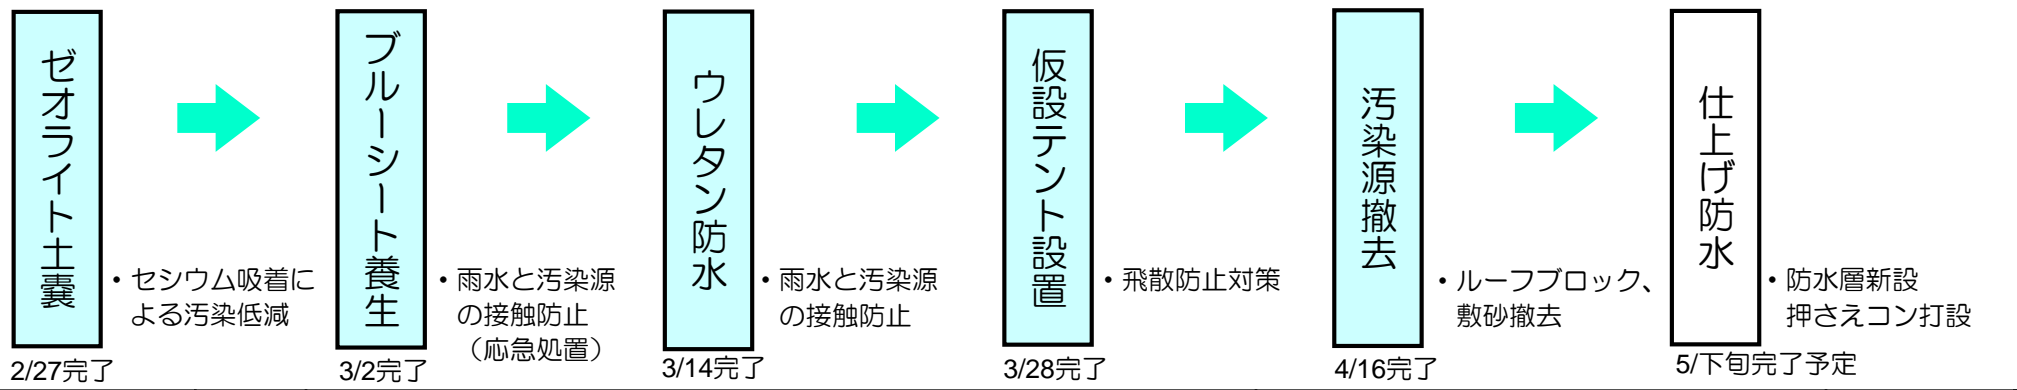 ゼオライト土嚢
・セシウム吸着に
よる汚染低減
2/27完了
ブルーシート養生
・雨水と汚染源
の接触防止
（応急処置）
3/2完了
ウレタン防水
・雨水と汚染源
の接触防止
3/14完了
仮設テント設置
・飛散防止対策
3/28完了
汚染源撤去
・ルーフブロック、
敷砂撤去
4/16完了
仕上げ防水
・防水層新設
押さえコン打設
5/下旬完了予定